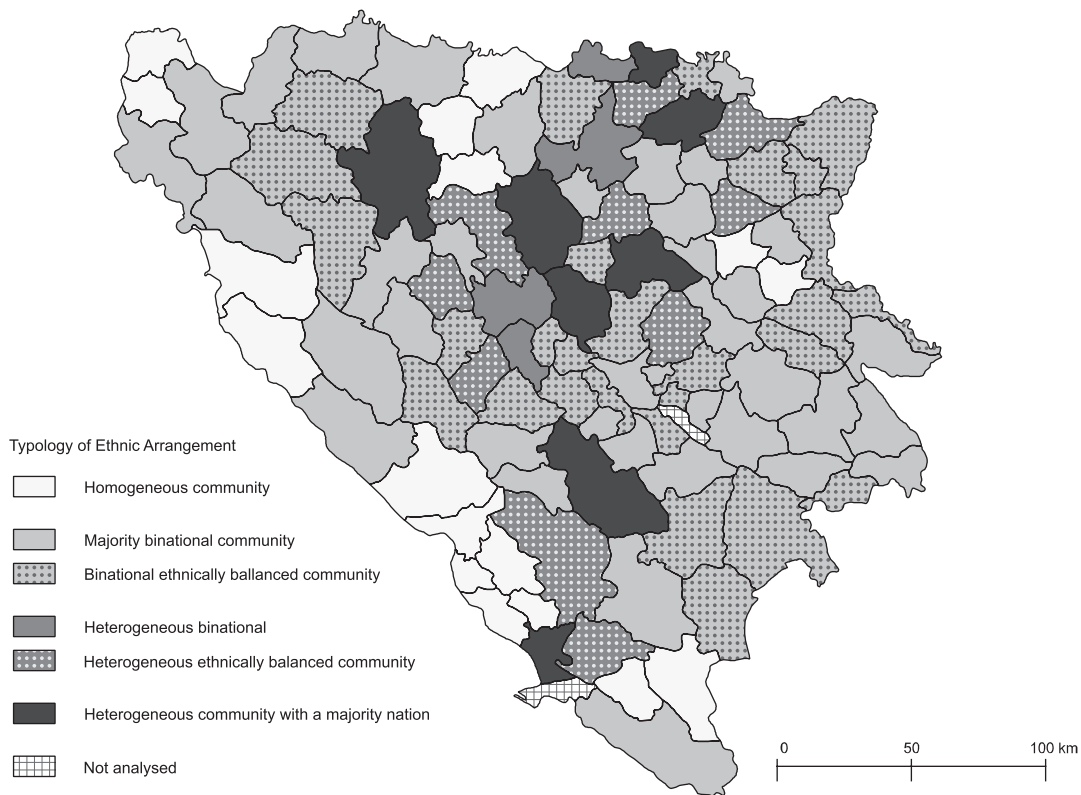 Typology of Ethnic Arrangement
Homogeneous community
Majority binational community
Binational ethnically ballanced community
Heterogeneous binational
Heterogeneous ethnically balanced community
Heterogeneous community with a majority nation
Not analysed
0 50 100 km